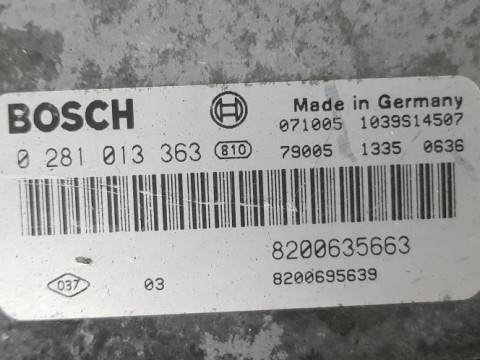 BOSCH
Made in Germany
071005 1039S14507
0 281 013 363 810
79005 1335 0636
8200635663
037 03
8200695639